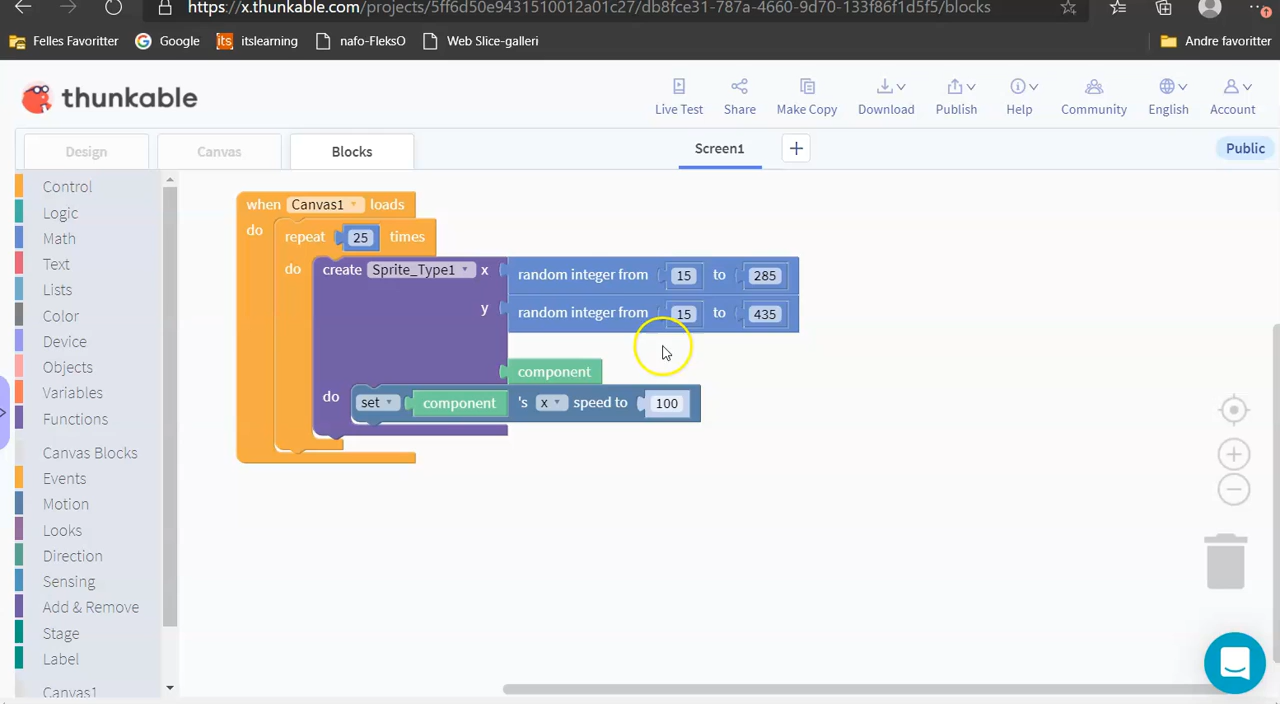 https://x.thunkable.com/projects/5ff6d50e9431510012a01c27/db8fce31-787a-4660-9d70-133f86f1d5f5/blocks
Felles Favoritter Google its itslearning nafo-FleksO Web Slice-galleri Andre favoritter
thunkable
Live Test Share Make Copy Download Publish Help Community English Account
Design Canvas Blocks Screen1 + Public
Control
Logic
Math
Text
Lists
Color
Device
Objects
Variables
Functions
Canvas Blocks
Events
Motion
Looks
Direction
Sensing
Add & Remove
Stage
Label
Canvas1
when Canvas1 loads
do repeat 25 times
do create Sprite_Type1 x random integer from 15 to 285
y random integer from 15 to 435
component
do set component 's x speed to 100